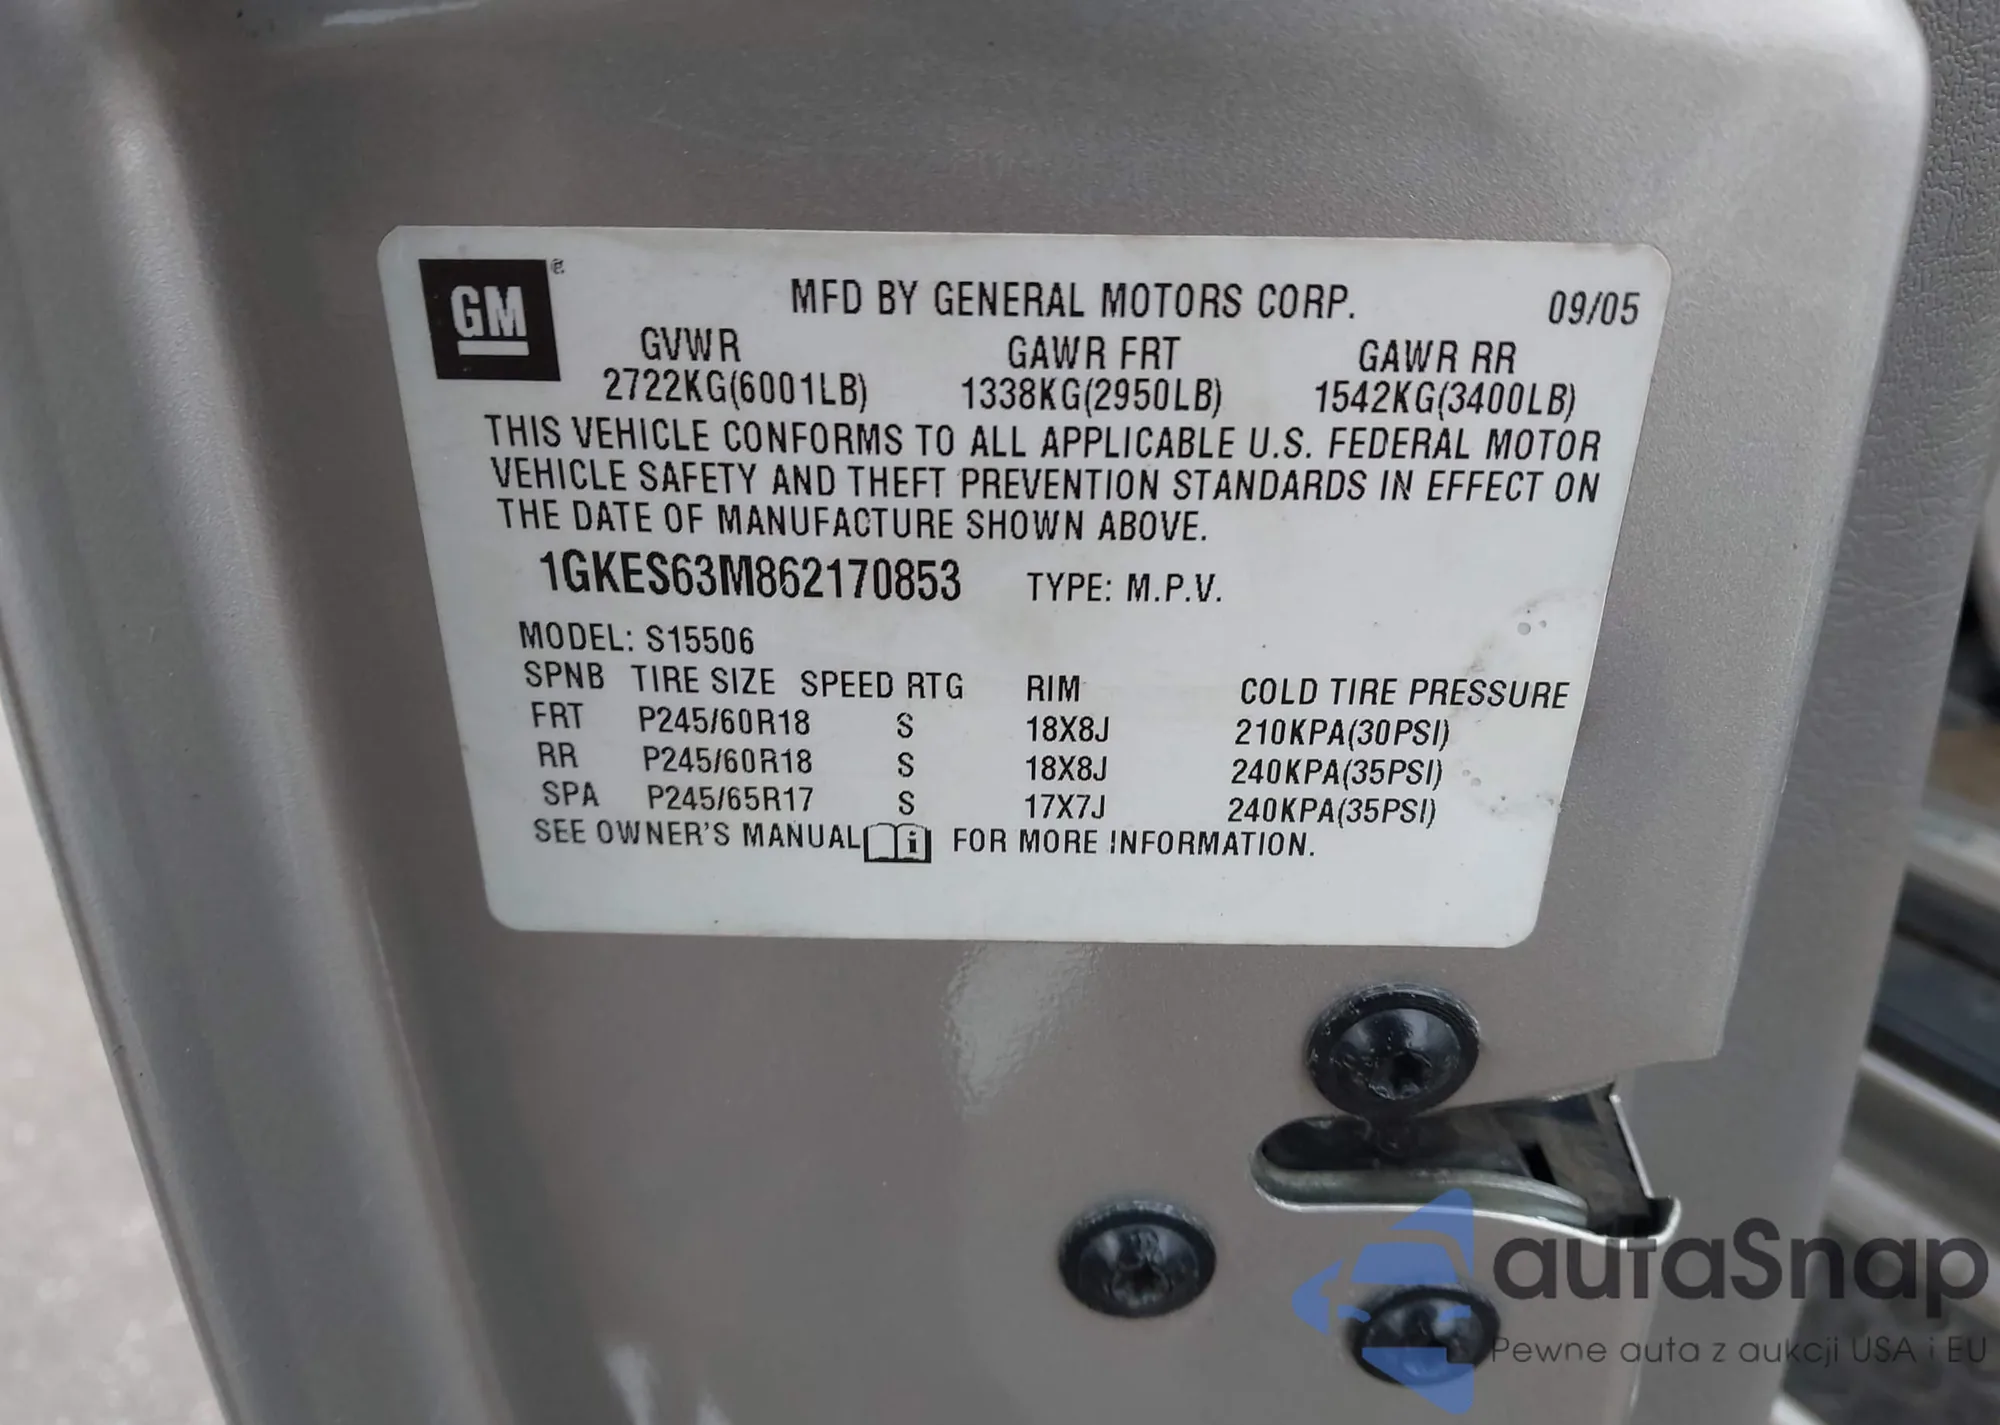 GM
MFD BY GENERAL MOTORS CORP. 09/05
GVWR GAWR FRT GAWR RR
2722KG(6001LB) 1338KG(2950LB) 1542KG(3400LB)
THIS VEHICLE CONFORMS TO ALL APPLICABLE U.S. FEDERAL MOTOR
VEHICLE SAFETY AND THEFT PREVENTION STANDARDS IN EFFECT ON
THE DATE OF MANUFACTURE SHOWN ABOVE.
1GKES63M862170853 TYPE: M.P.V.
MODEL: S15506
SPNB TIRE SIZE SPEED RTG RIM COLD TIRE PRESSURE
FRT P245/60R18 S 18X8J 210KPA(30PSI)
RR P245/60R18 S 18X8J 240KPA(35PSI)
SPA P245/65R17 S 17X7J 240KPA(35PSI)
SEE OWNER'S MANUAL i FOR MORE INFORMATION.
autaSnap
Pewne auta z aukcji USA i EU